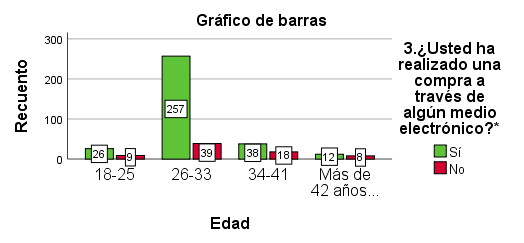 Gráfico de barras
Recuento
300
200
100
0
257
26
9
39
38
18
12
8
18-25
26-33
34-41
Más de
42 años...
Edad
3.¿Usted ha
realizado una
compra a
través de
algún medio
electrónico?*
Sí
No